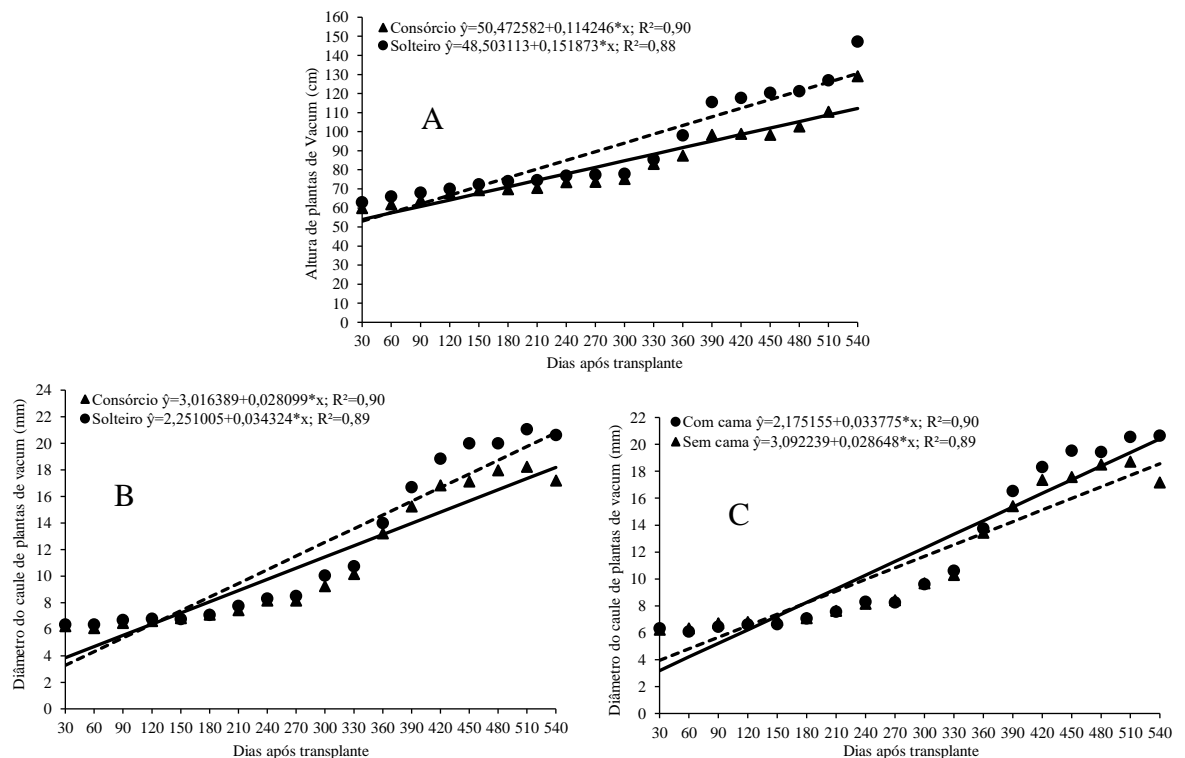 160
150
140
130
120
110
100
90
80
70
60
50
40
30
20
10
0
Altura de plantas de Vacum (cm)
Consórcio ŷ=50,472582+0,114246*x; R²=0,90
Solteiro ŷ=48,503113+0,151873*x; R²=0,88
A
30 60 90 120 150 180 210 240 270 300 330 360 390 420 450 480 510 540
Dias após transplante
24
22
20
18
16
14
12
10
8
6
4
2
0
Diâmetro do caule de plantas de vacum (mm)
Consórcio ŷ=3,016389+0,028099*x; R²=0,90
Solteiro ŷ=2,251005+0,034324*x; R²=0,89
B
30 60 90 120 150 180 210 240 270 300 330 360 390 420 450 480 510 540
Dias após transplante
22
20
18
16
14
12
10
8
6
4
2
0
Diâmetro do caule de plantas de vacum (mm)
Com cama ŷ=2,175155+0,033775*x; R²=0,90
Sem cama ŷ=3,092239+0,028648*x; R²=0,89
C
30 60 90 120 150 180 210 240 270 300 330 360 390 420 450 480 510 540
Dias após transplante